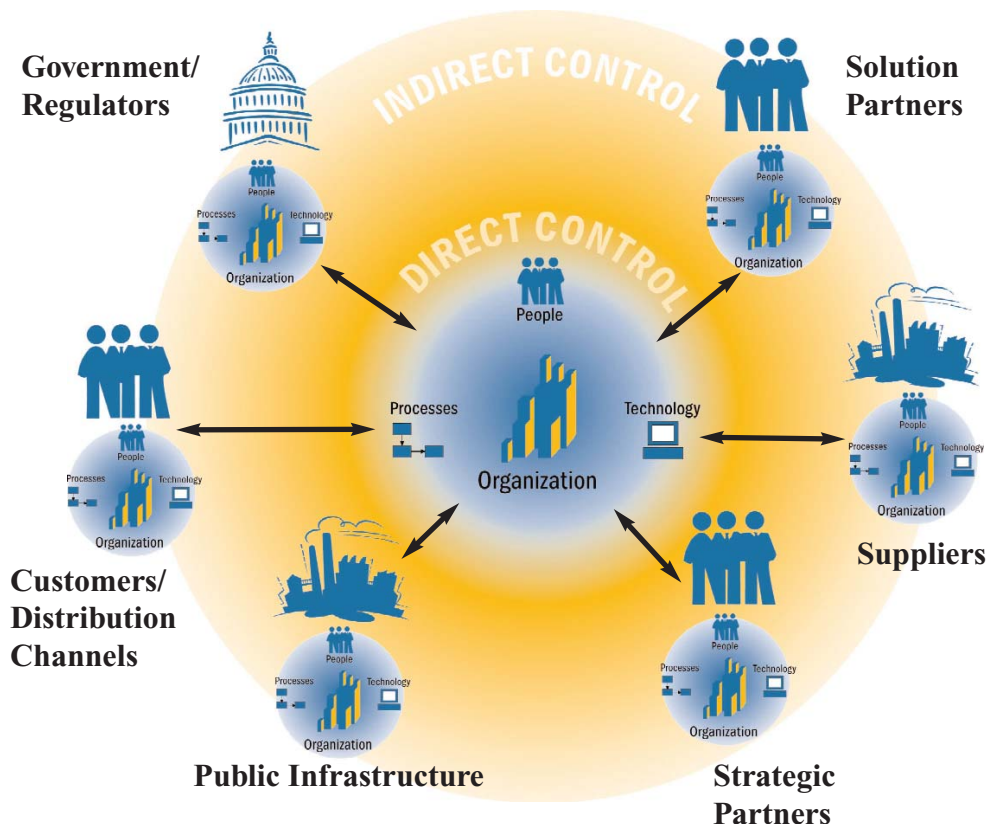 Government/
Regulators
INDIRECT CONTROL
Solution
Partners
People
Processes
Technology
Organization
People
Processes
Technology
Organization
DIRECT CONTROL
People
Processes
Technology
Organization
People
Processes
Technology
Organization
Suppliers
People
Processes
Technology
Organization
Customers/
Distribution
Channels
People
Processes
Technology
Organization
Public Infrastructure
People
Processes
Technology
Organization
Strategic
Partners